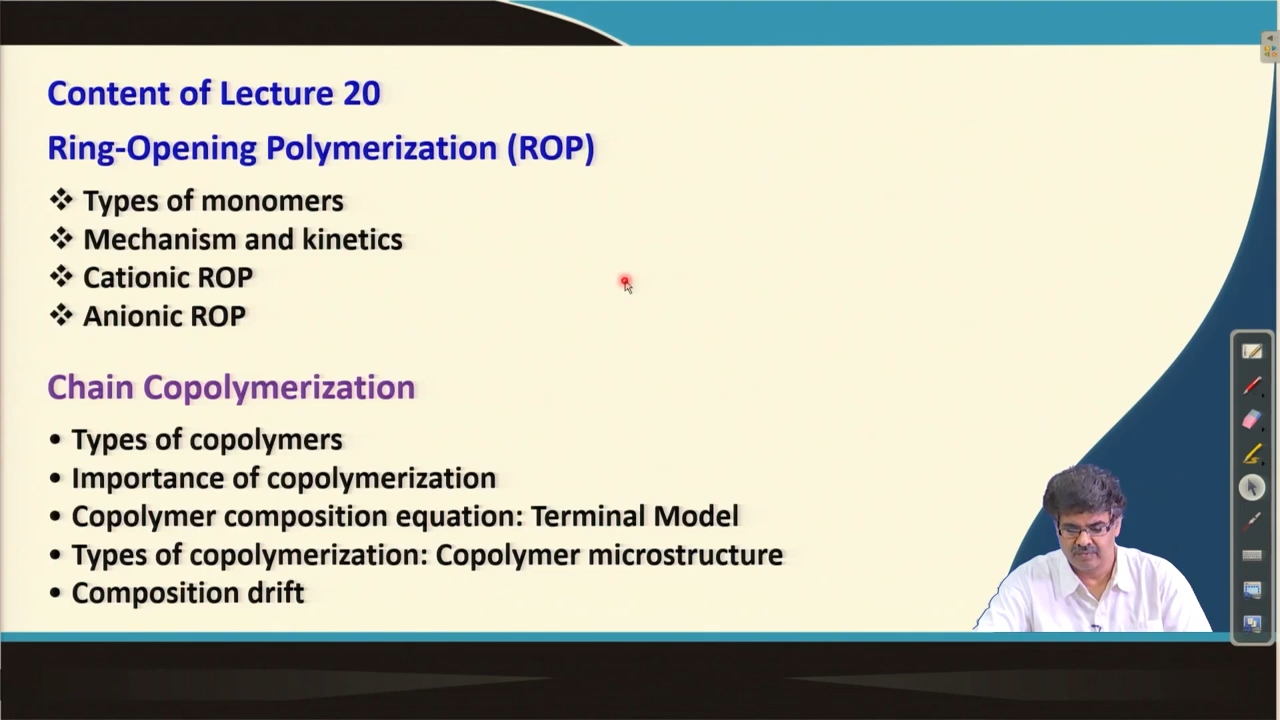 Content of Lecture 20
Ring-Opening Polymerization (ROP)
❖ Types of monomers
❖ Mechanism and kinetics
❖ Cationic ROP
❖ Anionic ROP
Chain Copolymerization
• Types of copolymers
• Importance of copolymerization
• Copolymer composition equation: Terminal Model
• Types of copolymerization: Copolymer microstructure
• Composition drift